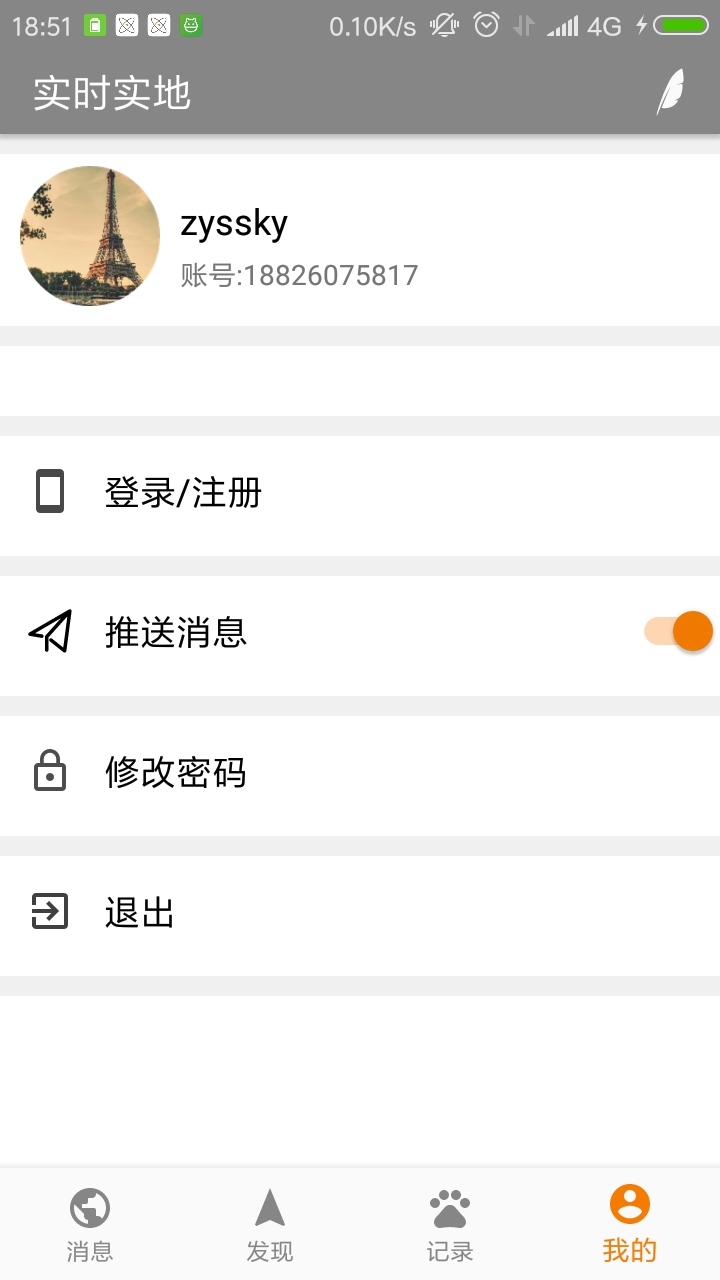 18:51 0.10K/s 4G
实时实地
zyssky
账号:18826075817
登录/注册
推送消息
修改密码
退出
消息 发现 记录 我的